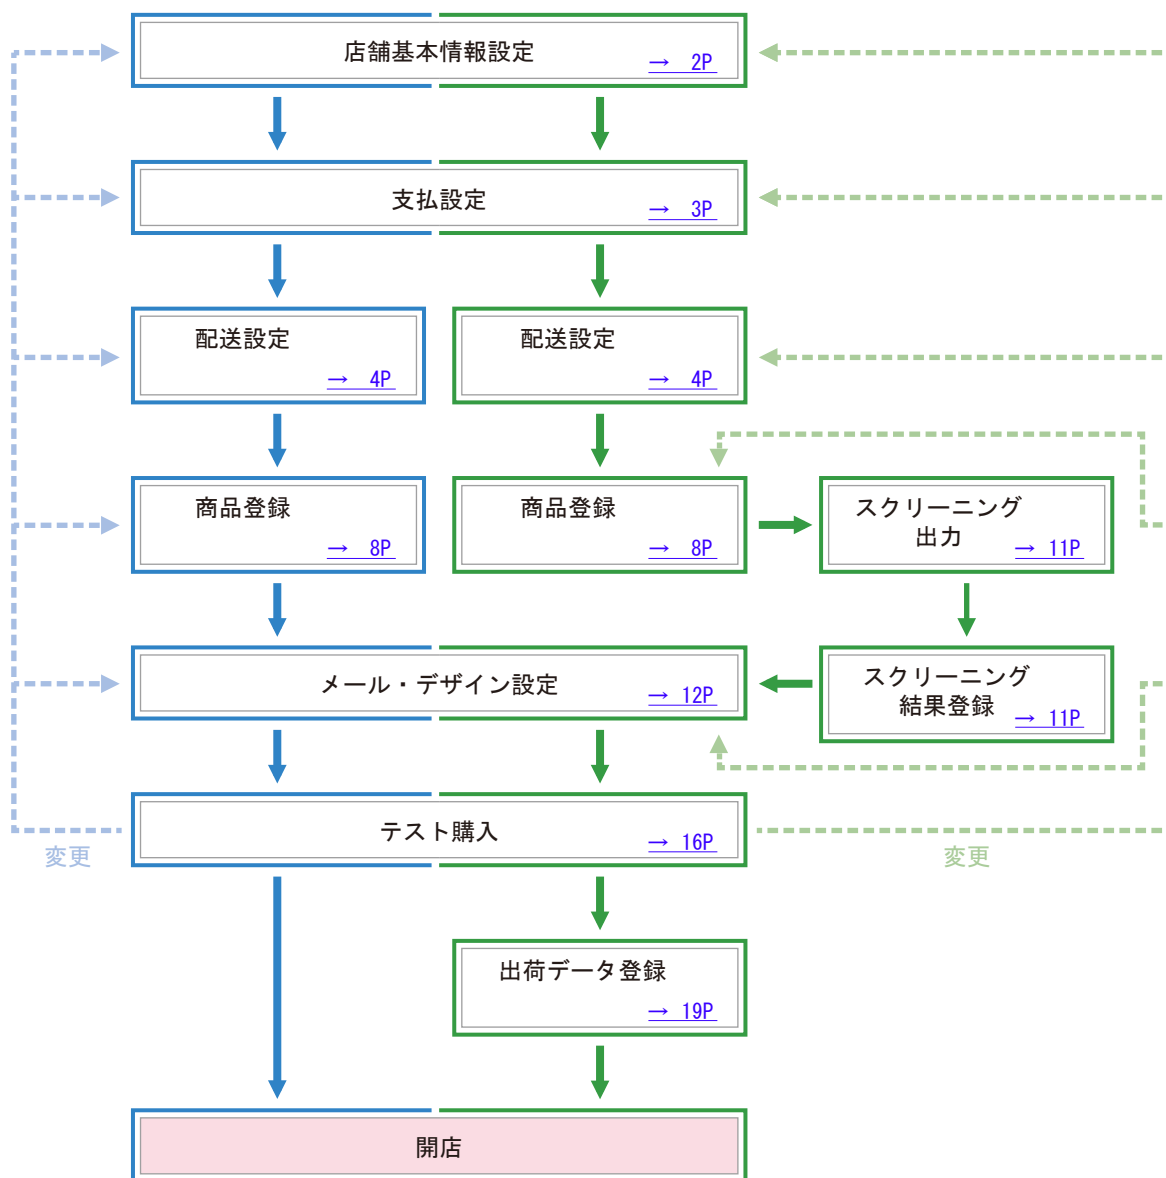 店舗基本情報設定
→ 2P
支払設定
→ 3P
配送設定
→ 4P
配送設定
→ 4P
商品登録
→ 8P
商品登録
→ 8P
スクリーニング
出力
→ 11P
メール・デザイン設定
→ 12P
スクリーニング
結果登録
→ 11P
テスト購入
→ 16P
変更
変更
出荷データ登録
→ 19P
開店